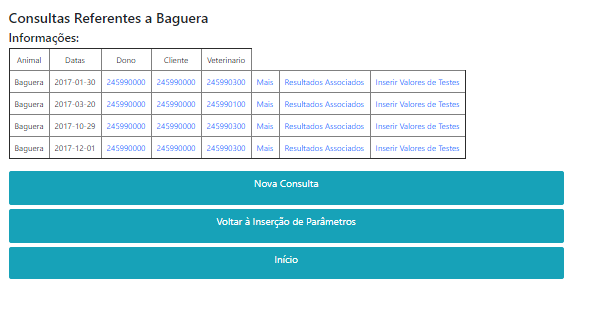 Consultas Referentes a Baguera
Informações:
Animal Datas Dono Cliente Veterinario
Baguera 2017-01-30 245990000 245990000 245990300 Mais Resultados Associados Inserir Valores de Testes
Baguera 2017-03-20 245990000 245990000 245990100 Mais Resultados Associados Inserir Valores de Testes
Baguera 2017-10-29 245990000 245990000 245990300 Mais Resultados Associados Inserir Valores de Testes
Baguera 2017-12-01 245990000 245990000 245990300 Mais Resultados Associados Inserir Valores de Testes
Nova Consulta
Voltar à Inserção de Parâmetros
Início